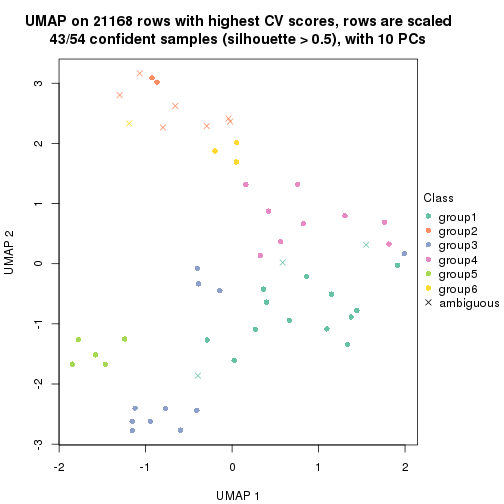 UMAP on 21168 rows with highest CV scores, rows are scaled
43/54 confident samples (silhouette > 0.5), with 10 PCs
3
2
1
0
-1
-2
-3
UMAP 2
-2
-1
0
1
2
UMAP 1
Class
group1
group2
group3
group4
group5
group6
ambiguous